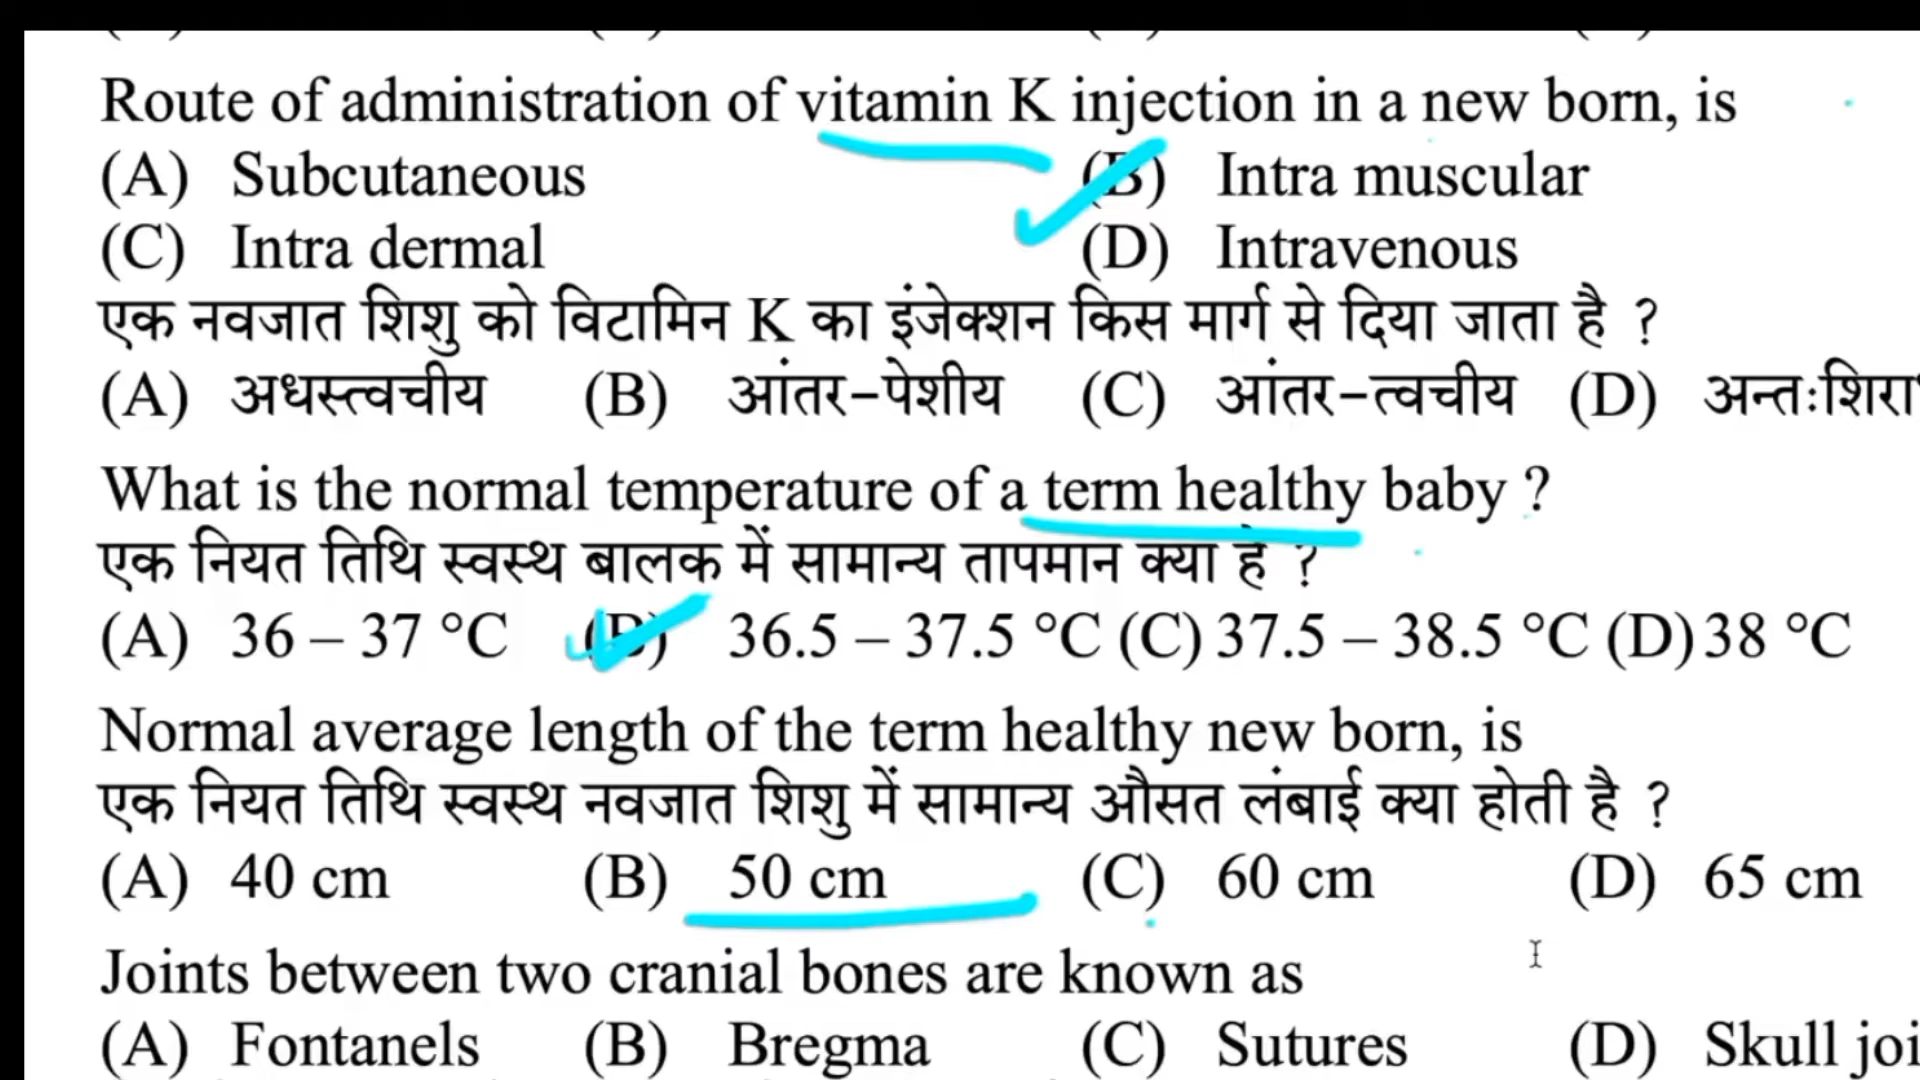 Route of administration of vitamin K injection in a new born, is
(A) Subcutaneous (B) Intra muscular
(C) Intra dermal (D) Intravenous
एक नवजात शिशु को विटामिन K का इंजेक्शन किस मार्ग से दिया जाता है ?
(A) अधस्त्वचीय (B) आंतर-पेशीय (C) आंतर-त्वचीय (D)
What is the normal temperature of a term healthy baby ?
एक नियत तिथि स्वस्थ बालक में सामान्य तापमान क्या है ?
(A) 36 – 37 °C (B) 36.5 – 37.5 °C (C) 37.5 – 38.5 °C (D) 38 °C
Normal average length of the term healthy new born, is
एक नियत तिथि स्वस्थ नवजात शिशु में सामान्य औसत लंबाई क्या होती है ?
(A) 40 cm (B) 50 cm (C) 60 cm (D) 65 cm
Joints between two cranial bones are known as
(A) Fontanels (B) Bregma (C) Sutures (D) Skull